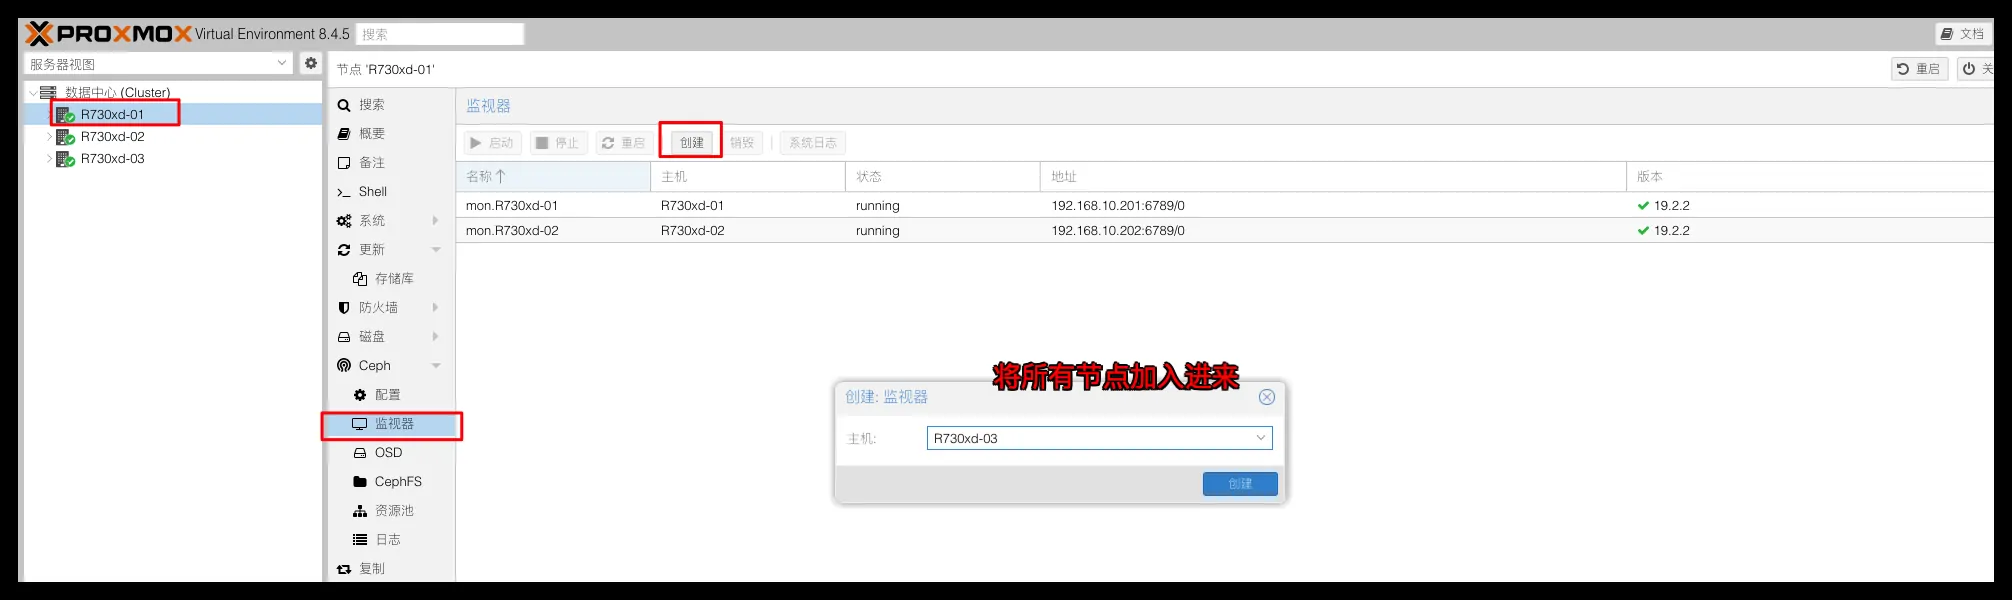 PROXMOX Virtual Environment 8.4.5 搜索 文档
服务器视图
节点 'R730xd-01' 重启 关
数据中心 (Cluster)
R730xd-01
R730xd-02
R730xd-03
搜索
概要
备注
Shell
系统
更新
存储库
防火墙
磁盘
Ceph
配置
监视器
OSD
CephFS
资源池
日志
复制
监视器
启动 停止 重启 创建 销毁 系统日志
名称 主机 状态 地址 版本
mon.R730xd-01 R730xd-01 running 192.168.10.201:6789/0 19.2.2
mon.R730xd-02 R730xd-02 running 192.168.10.202:6789/0 19.2.2
将所有节点加入进来
创建: 监视器
主机: R730xd-03
创建